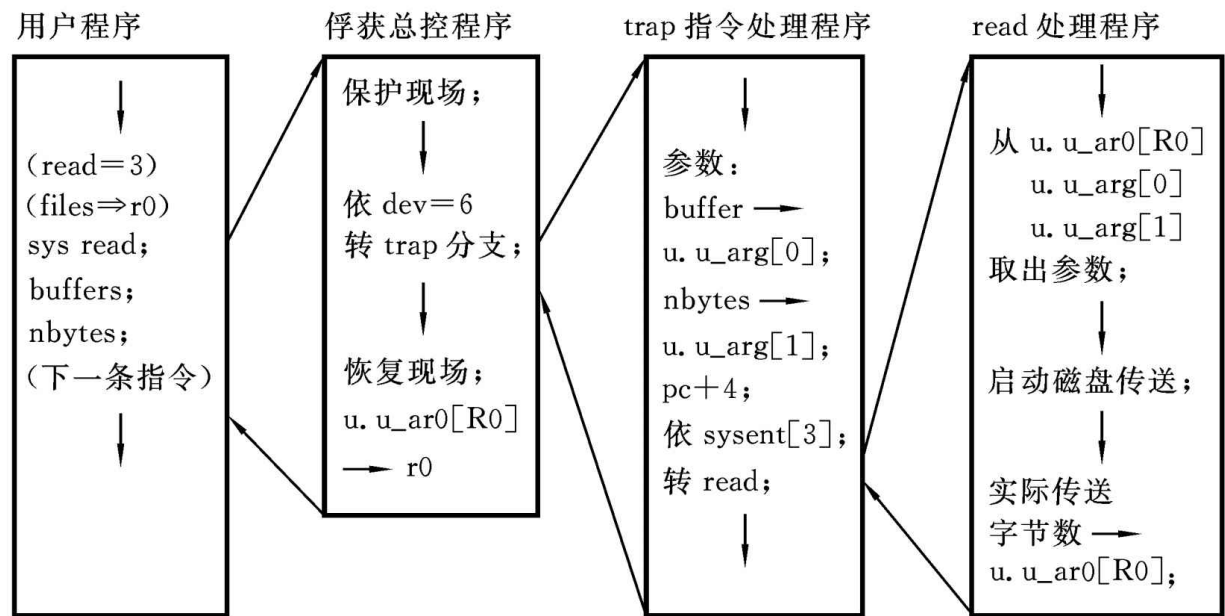 用户程序
(read=3)
(files⇒r0)
sys read;
buffers;
nbytes;
(下一条指令)
俘获总控程序
保护现场;
依 dev=6
转 trap 分支;
恢复现场;
u. u_ar0[R0]
→ r0
trap 指令处理程序
参数:
buffer →
u. u_arg[0];
nbytes →
u. u_arg[1];
pc+4;
依 sysent[3];
转 read;
read 处理程序
从 u. u_ar0[R0]
u. u_arg[0]
u. u_arg[1]
取出参数;
启动磁盘传送;
实际传送
字节数 →
u. u_ar0[R0];